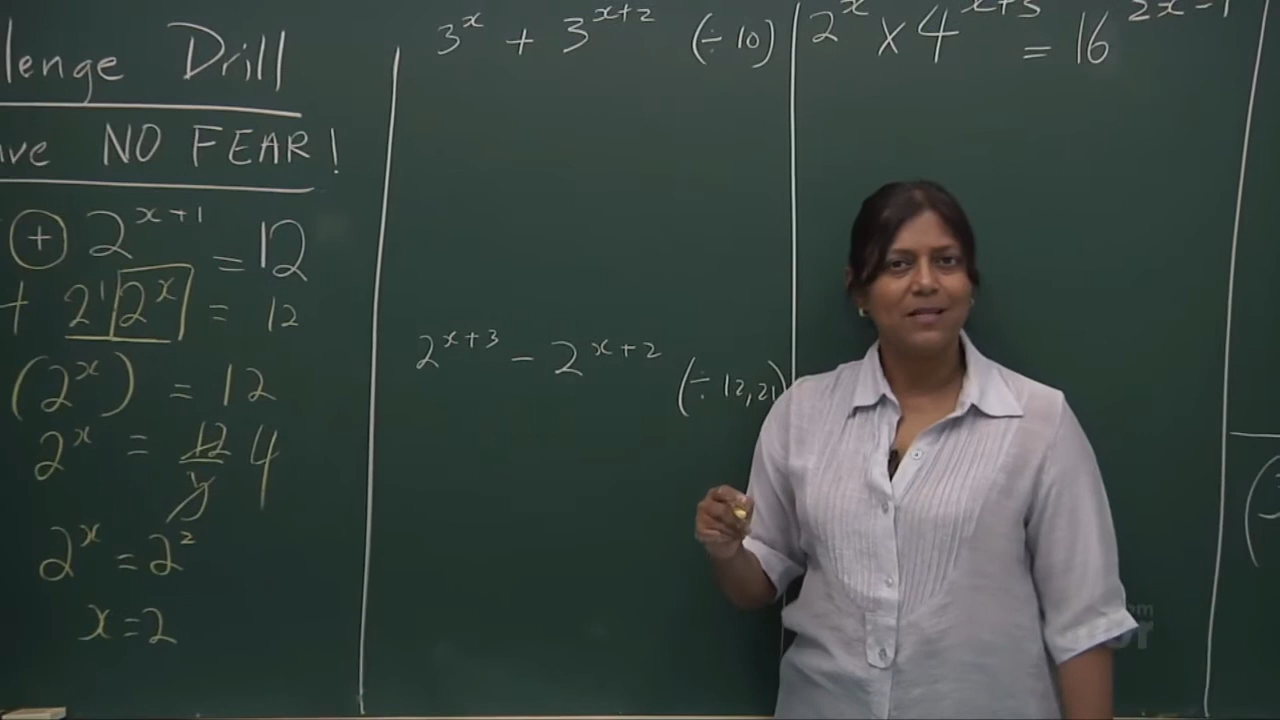 lenge Drill
ve NO FEAR!
+ 2^{x+1} = 12
+ 2^1 2^x = 12
(2^x) = 12
2^x = 12/3 4
2^x = 2^2
x = 2
3^x + 3^{x+2} (÷ 10)
2^{x+3} - 2^{x+2}
(÷ 12, 21)
2^x × 4^{x+3} = 16^{2x-1}